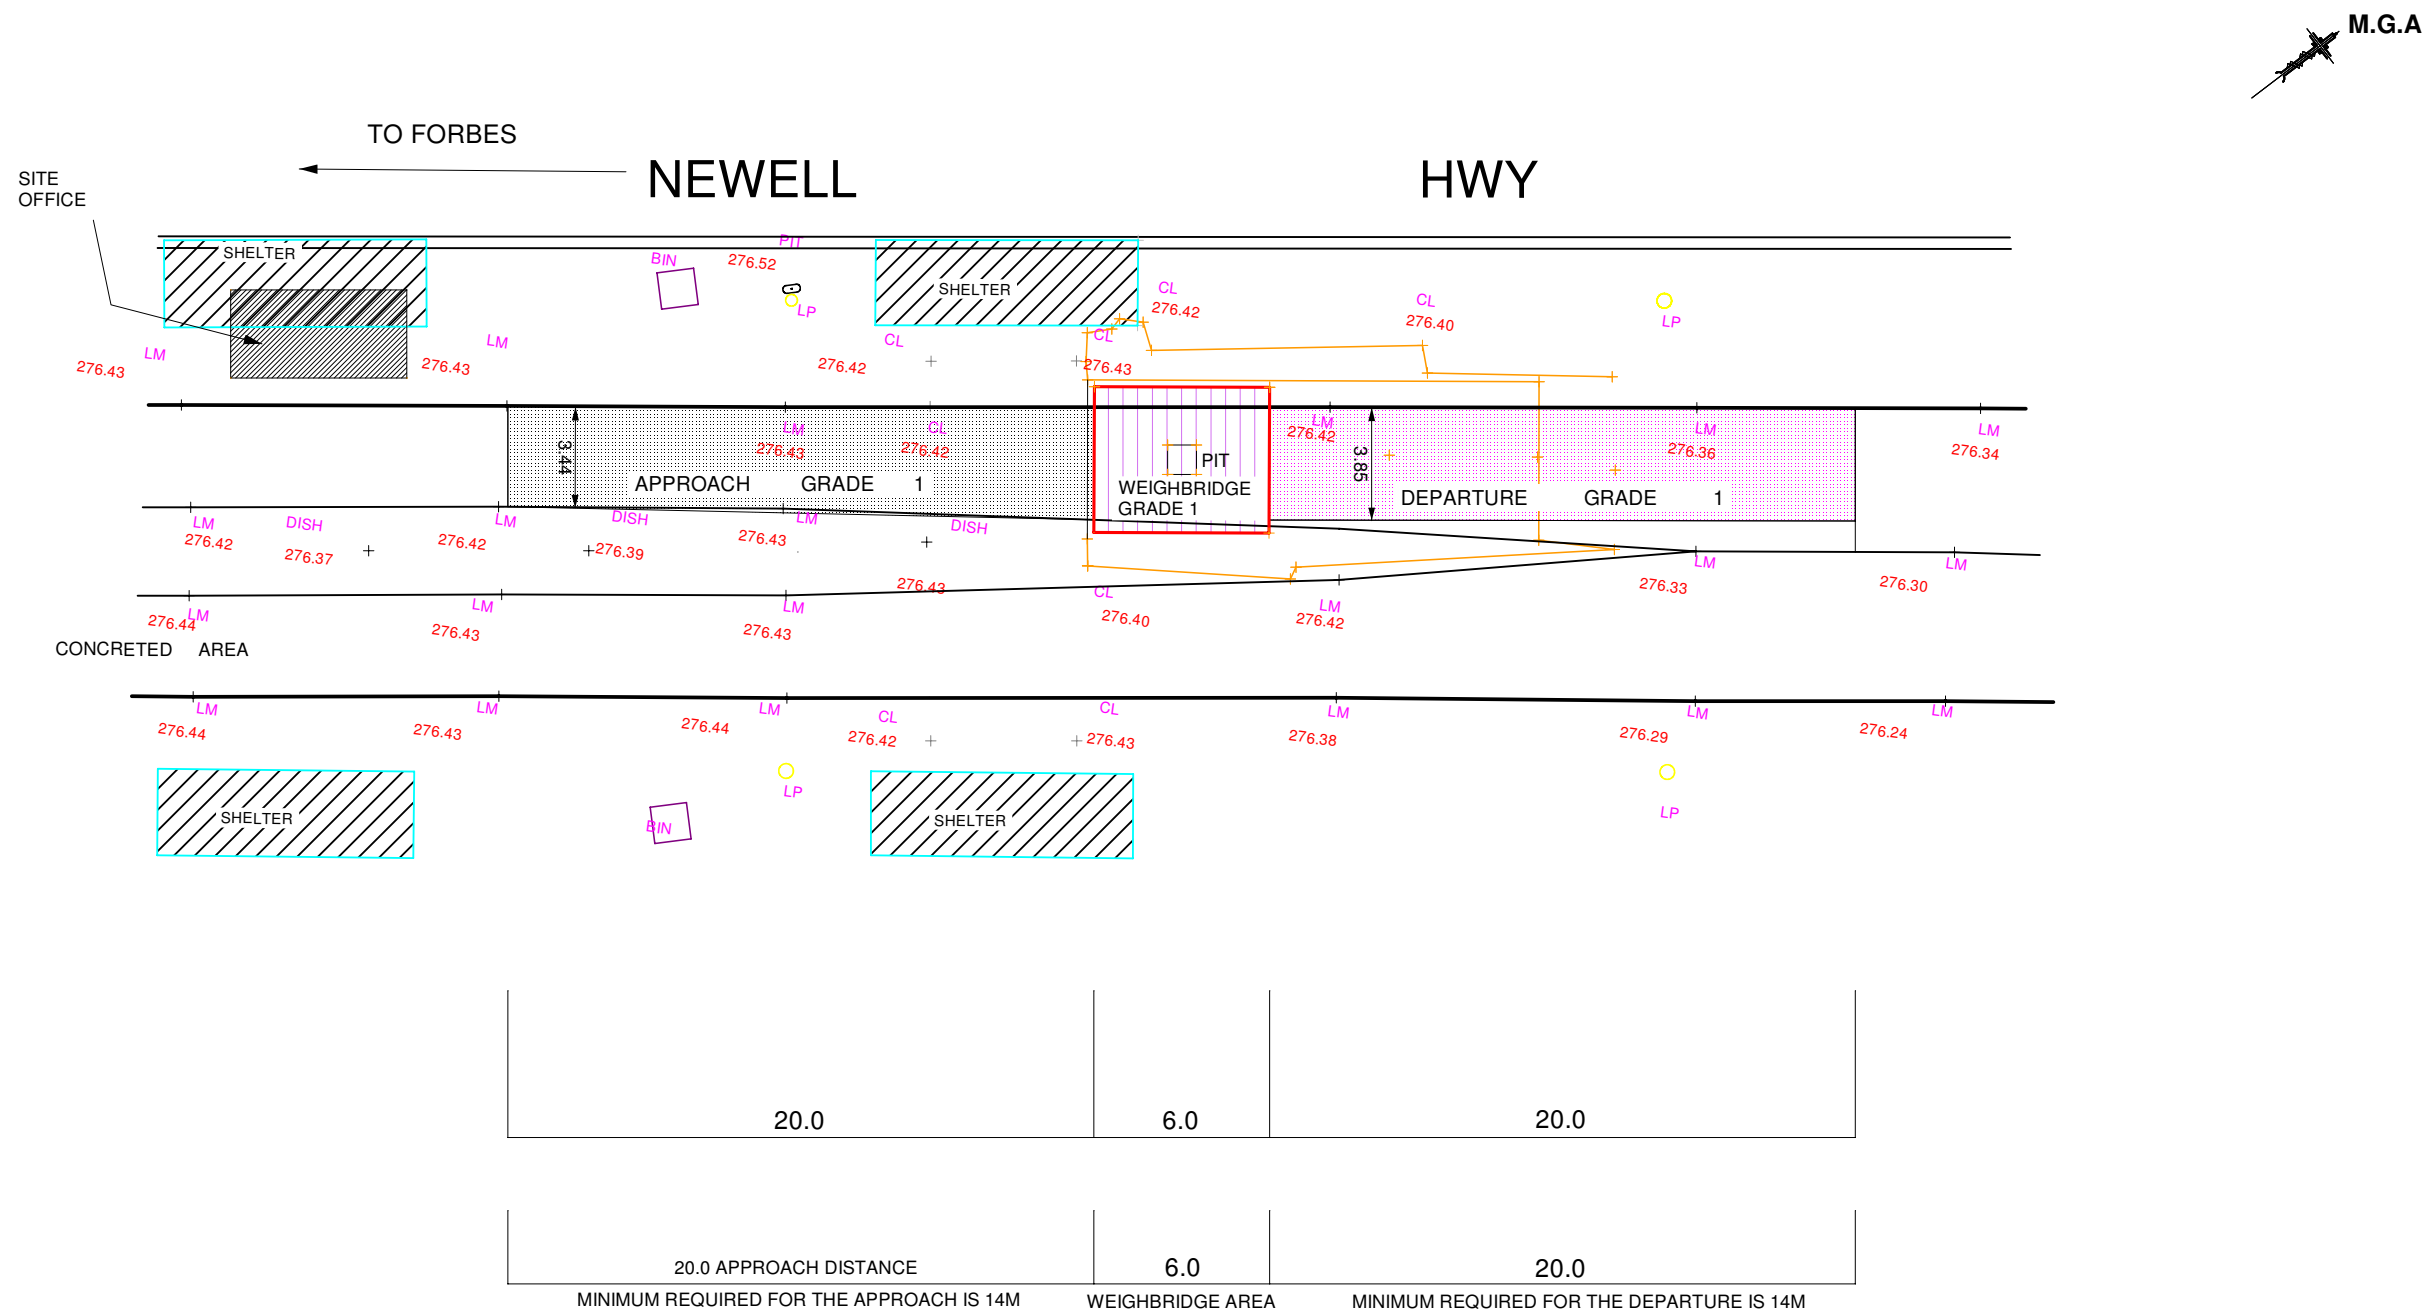 M.G.A
TO FORBES
NEWELL HWY
SITE
OFFICE
SHELTER
PIT
BIN
276.52
LP
SHELTER
CL
276.42
CL
276.40
LP
LM
276.43
LM
276.43
CL
276.42
CL
276.43
3.44
LM
276.43
CL
276.42
APPROACH GRADE 1
PIT
WEIGHBRIDGE
GRADE 1
LM
276.42
3.85
LM
276.36
LM
276.34
DEPARTURE GRADE 1
LM
276.42
DISH
276.37
LM
276.42
DISH
276.39
LM
276.43
DISH
276.43
CL
276.40
LM
276.42
LM
276.33
LM
276.30
LM
276.44
LM
276.43
LM
276.43
CONCRETED AREA
LM
276.44
LM
276.43
LM
276.44
CL
276.42
CL
276.43
LM
276.38
LM
276.29
LM
276.24
SHELTER
BIN
LP
SHELTER
LP
20.0 6.0 20.0
20.0 APPROACH DISTANCE 6.0 20.0
MINIMUM REQUIRED FOR THE APPROACH IS 14M WEIGHBRIDGE AREA MINIMUM REQUIRED FOR THE DEPARTURE IS 14M